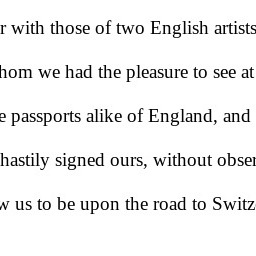 r with those of two English artists
hom we had the pleasure to see at
e passports alike of England, and
hastily signed ours, without obser
w us to be upon the road to Switz